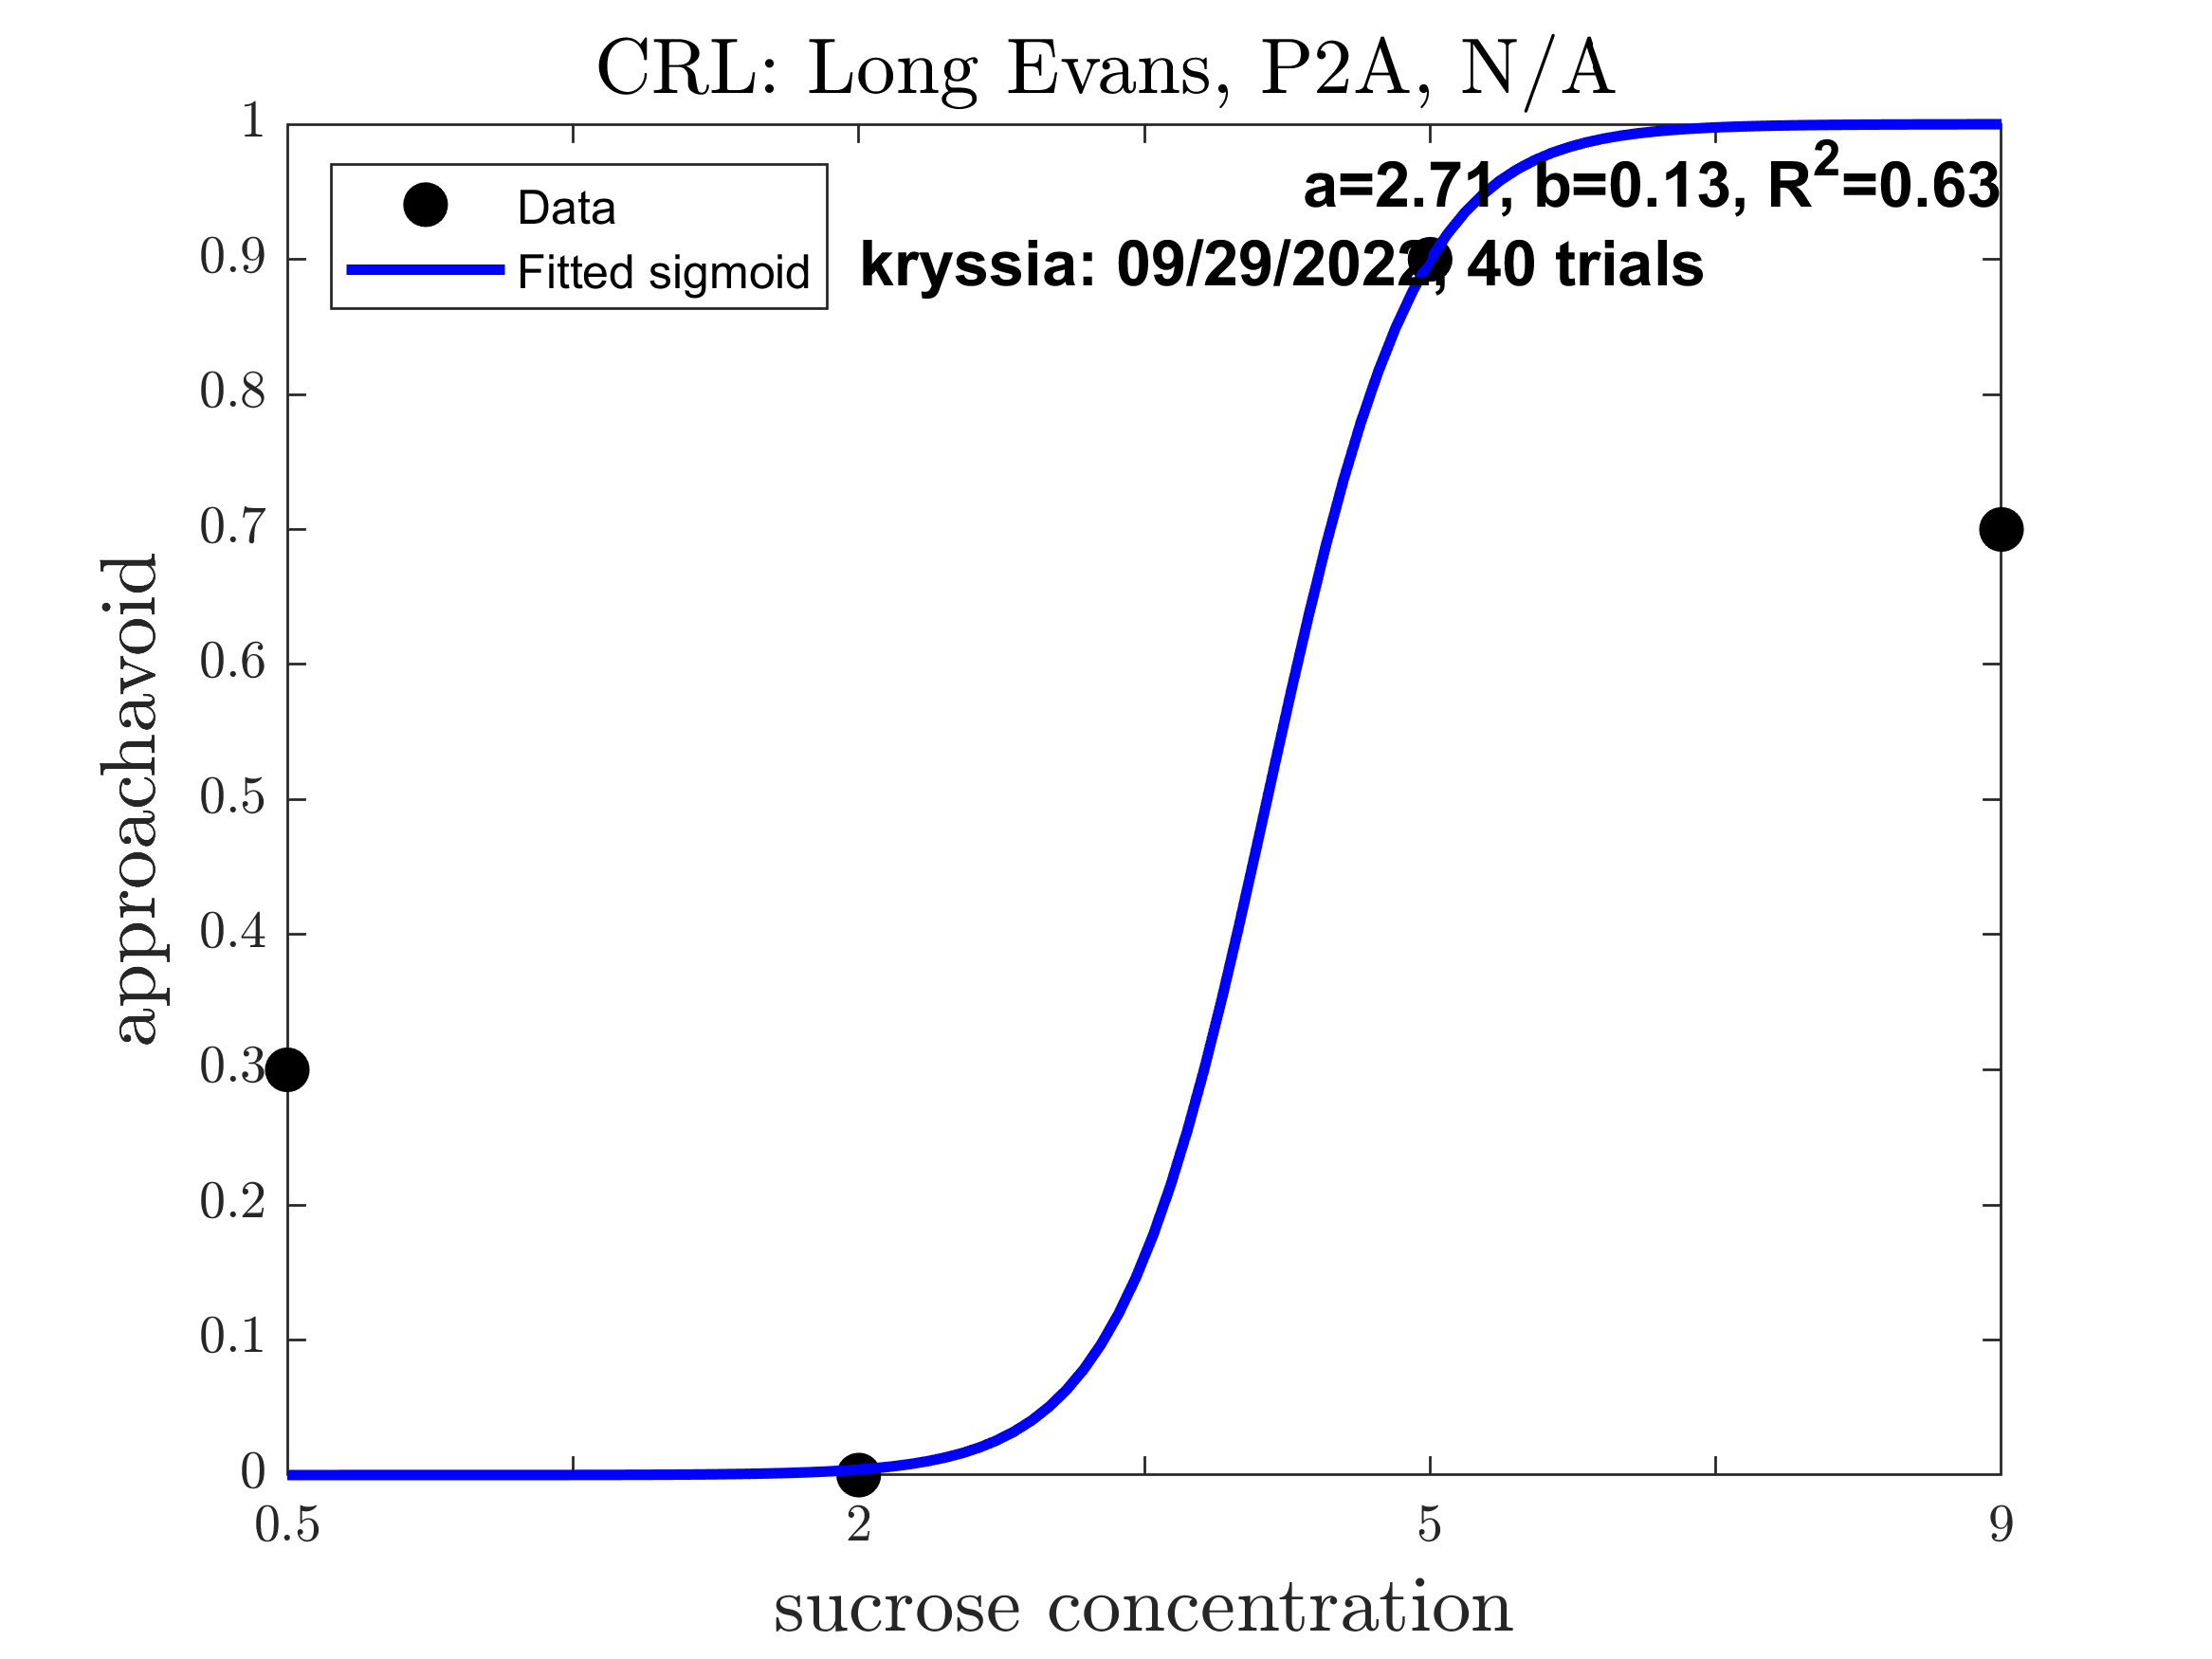 CRL: Long Evans, P2A, N/A
a=2.71, b=0.13, R²=0.63
kryssia: 09/29/2022, 40 trials
Data
Fitted sigmoid
1
0.9
0.8
0.7
0.6
0.5
0.4
0.3
0.2
0.1
0
approachavoid
0.5 2 5 9
sucrose concentration